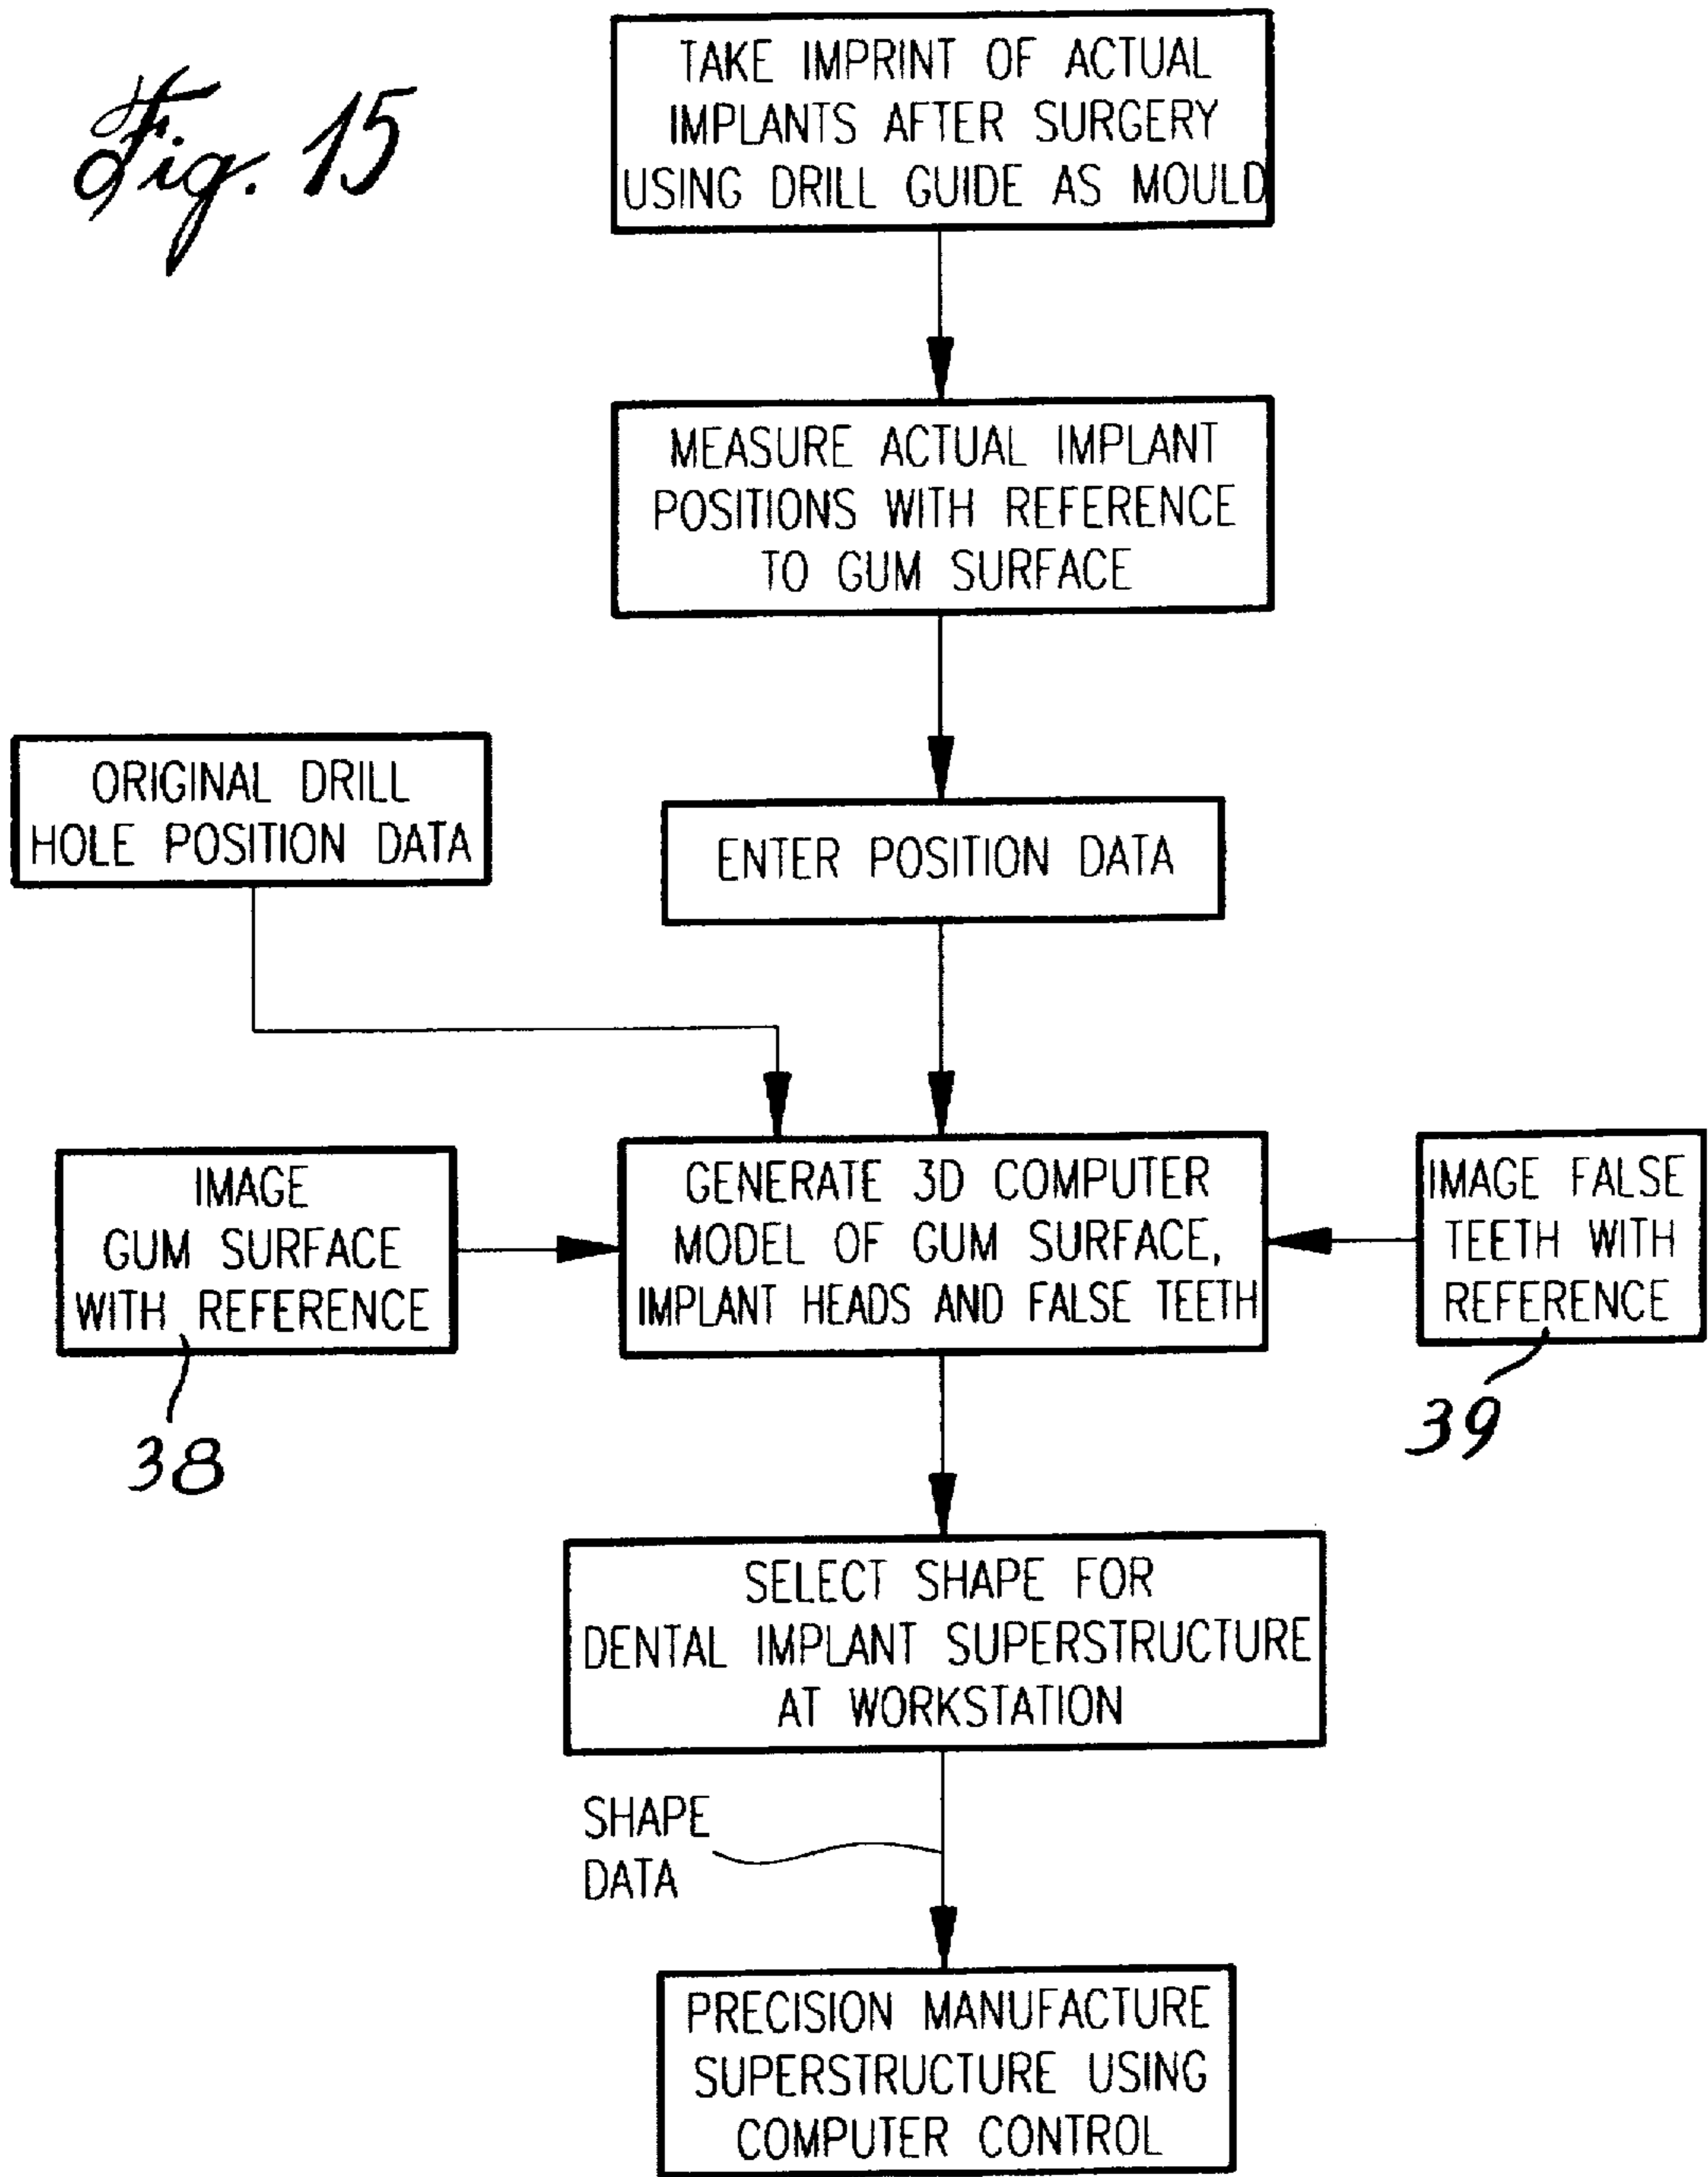 Fig. 15
TAKE IMPRINT OF ACTUAL
IMPLANTS AFTER SURGERY
USING DRILL GUIDE AS MOULD
MEASURE ACTUAL IMPLANT
POSITIONS WITH REFERENCE
TO GUM SURFACE
ORIGINAL DRILL
HOLE POSITION DATA
ENTER POSITION DATA
IMAGE
GUM SURFACE
WITH REFERENCE
38
GENERATE 3D COMPUTER
MODEL OF GUM SURFACE,
IMPLANT HEADS AND FALSE TEETH
IMAGE FALSE
TEETH WITH
REFERENCE
39
SELECT SHAPE FOR
DENTAL IMPLANT SUPERSTRUCTURE
AT WORKSTATION
SHAPE
DATA
PRECISION MANUFACTURE
SUPERSTRUCTURE USING
COMPUTER CONTROL